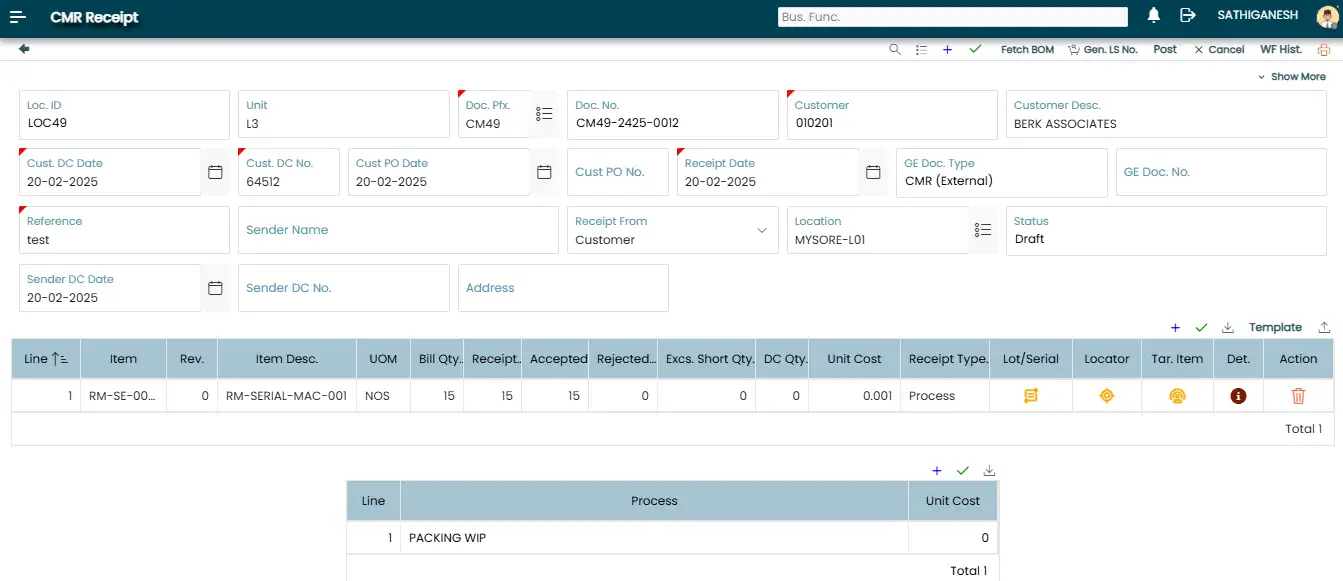 CMR Receipt
Bus. Func.
SATHIGANESH
Fetch BOM Gen. LS No. Post Cancel WF Hist.
Show More
Loc. ID Unit Doc. Pfx. Doc. No. Customer Customer Desc.
LOC49 L3 CM49 CM49-2425-0012 010201 BERK ASSOCIATES
Cust. DC Date Cust. DC No. Cust PO Date Cust PO No. Receipt Date GE Doc. Type GE Doc. No.
20-02-2025 64512 20-02-2025 20-02-2025 CMR (External)
Reference Sender Name Receipt From Location Status
test Customer MYSORE-L01 Draft
Sender DC Date Sender DC No. Address
20-02-2025
Template
Line Item Rev. Item Desc. UOM Bill Qty.. Receipt.. Accepted Rejected... Excs. Short Qty. DC Qty. Unit Cost Receipt Type. Lot/Serial Locator Tar. Item Det. Action
1 RM-SE-00... 0 RM-SERIAL-MAC-001 NOS 15 15 15 0 0 0 0.001 Process
Total 1
Line Process Unit Cost
1 PACKING WIP 0
Total 1